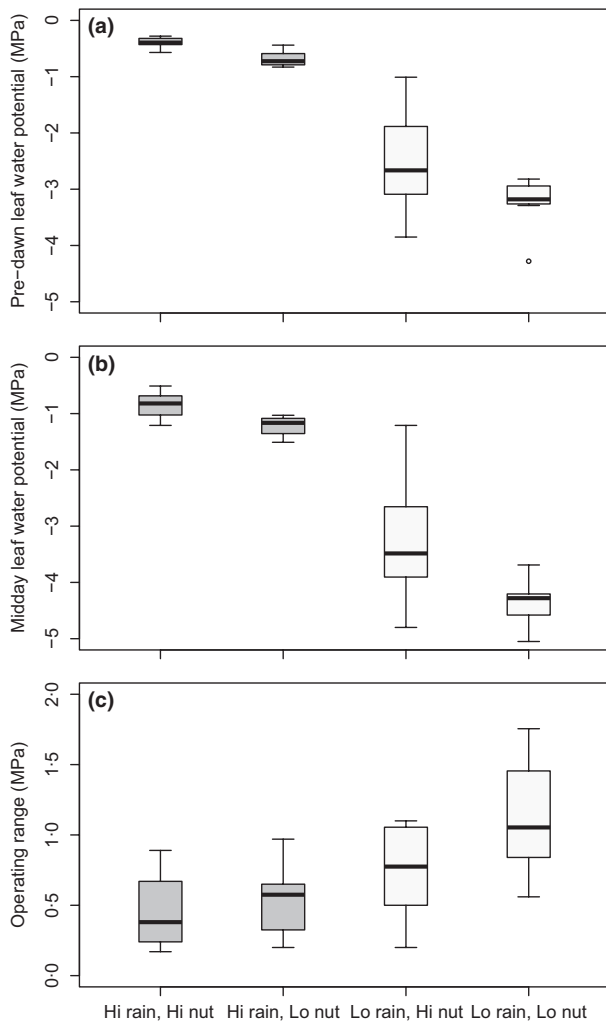 (a)
Pre−dawn leaf water potential (MPa)
0
−1
−2
−3
−4
−5
(b)
Midday leaf water potential (MPa)
0
−1
−2
−3
−4
−5
(c)
Operating range (MPa)
2·0
1·5
1·0
0·5
0·0
Hi rain, Hi nut Hi rain, Lo nut Lo rain, Hi nut Lo rain, Lo nut